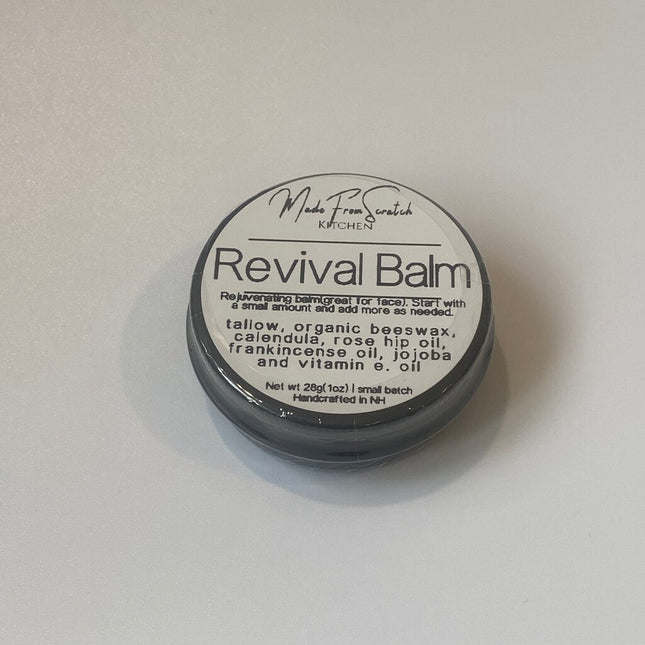 Made From Scratch
KITCHEN
Revival Balm
Rejuvenating balm(great for face). Start with
a small amount and add more as needed.
tallow, organic beeswax,
calendula, rose hip oil,
frankincense oil, jojoba
and vitamin e. oil
Net wt 28g(1oz) | small batch
Handcrafted in NH